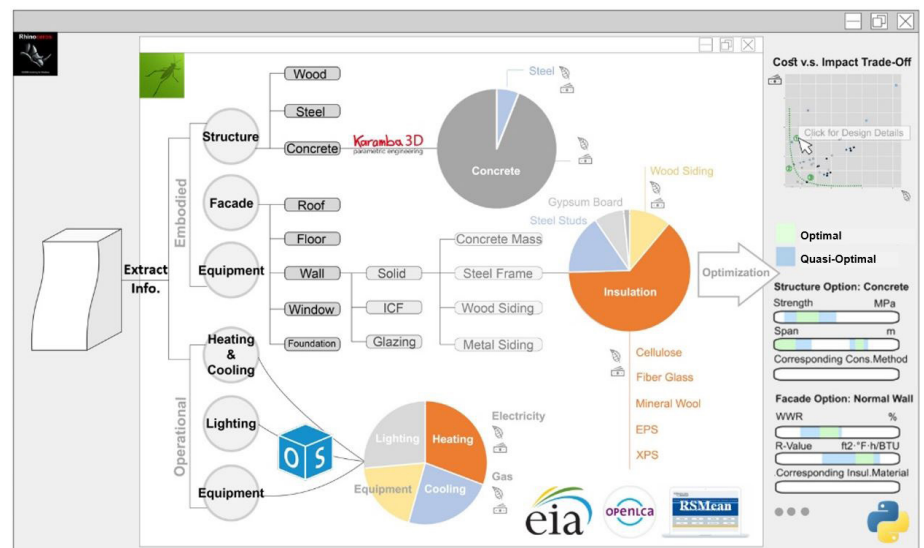 Rhinoceros
Cost v.s. Impact Trade-Off
Click for Design Details
Wood
Steel
Concrete
Structure
Karamba3D
parametric engineering
Steel
Concrete
Embodied
Facade
Equipment
Roof
Floor
Wall
Window
Foundation
Solid
ICF
Glazing
Concrete Mass
Steel Frame
Wood Siding
Metal Siding
Wood Siding
Gypsum Board
Steel Studs
Insulation
Optimization
Extract
Info.
Cellulose
Fiber Glass
Mineral Wool
EPS
XPS
Operational
Heating
&
Cooling
Lighting
Equipment
OS
Lighting
Heating
Equipment
Cooling
Electricity
Gas
eia
OPENLCA
RSMean
Optimal
Quasi-Optimal
Structure Option: Concrete
Strength MPa
Span m
Corresponding Cons.Method
Facade Option: Normal Wall
WWR %
R-Value ft2·°F·h/BTU
Corresponding Insul.Material